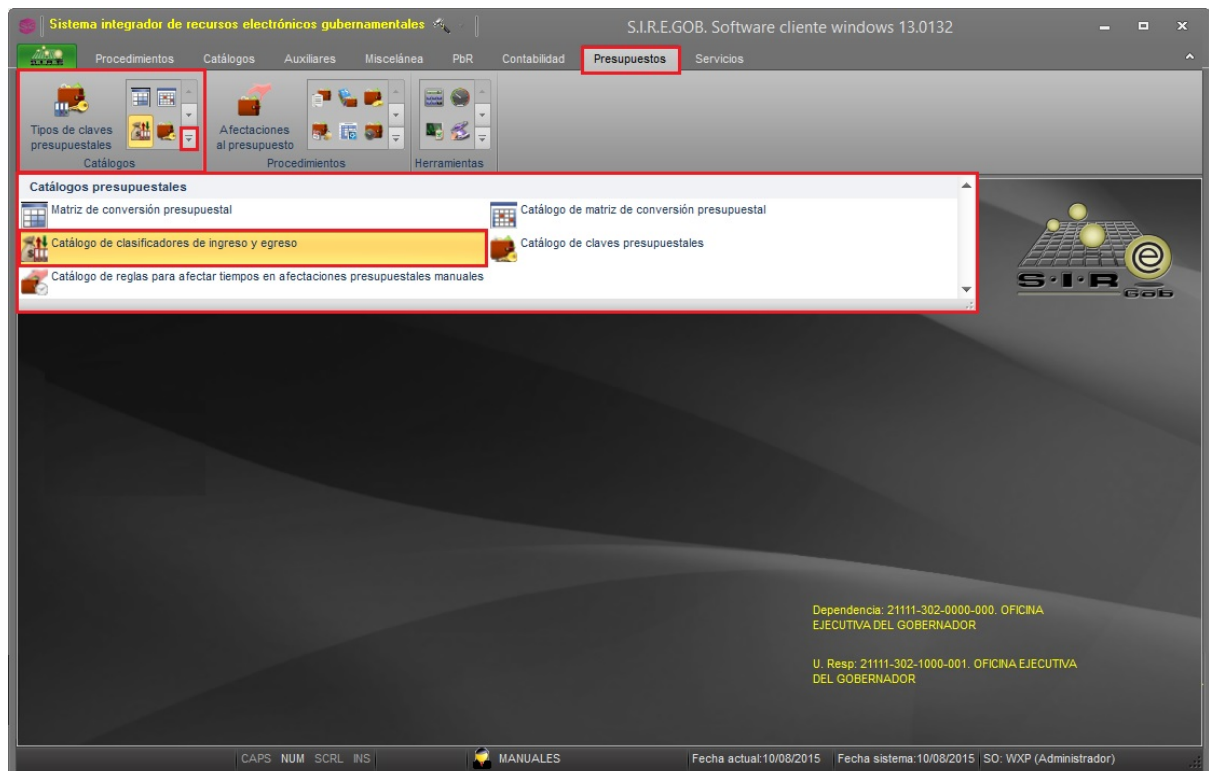 Sistema integrador de recursos electrónicos gubernamentales
S.I.R.E.GOB. Software cliente windows 13.0132
Procedimientos
Catálogos
Auxiliares
Miscelánea
PbR
Contabilidad
Presupuestos
Servicios
Tipos de claves
presupuestales
Catálogos
Afectaciones
al presupuesto
Procedimientos
Herramientas
Catálogos presupuestales
Matriz de conversión presupuestal
Catálogo de matriz de conversión presupuestal
Catálogo de clasificadores de ingreso y egreso
Catálogo de claves presupuestales
Catálogo de reglas para afectar tiempos en afectaciones presupuestales manuales
S·I·R
e
Gob
Dependencia: 21111-302-0000-000. OFICINA
EJECUTIVA DEL GOBERNADOR
U. Resp: 21111-302-1000-001. OFICINA EJECUTIVA
DEL GOBERNADOR
CAPS NUM SCRL INS
MANUALES
Fecha actual:10/08/2015
Fecha sistema:10/08/2015
SO: WXP (Administrador)